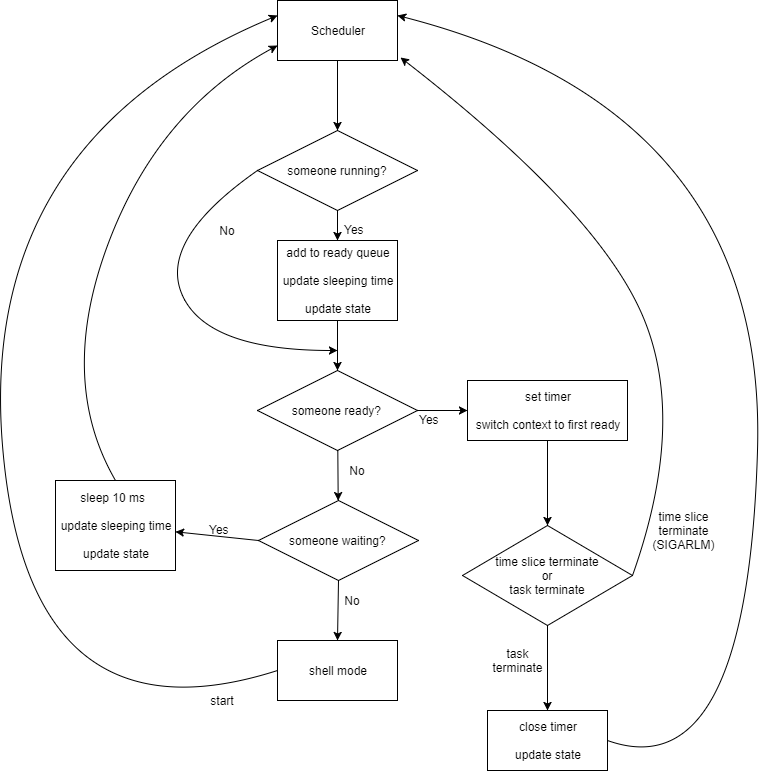 Scheduler
someone running?
No
Yes
add to ready queue
update sleeping time
update state
someone ready?
Yes
set timer
switch context to first ready
No
sleep 10 ms
update sleeping time
update state
Yes
someone waiting?
time slice
terminate
(SIGARLM)
time slice terminate
or
task terminate
No
shell mode
start
task
terminate
close timer
update state